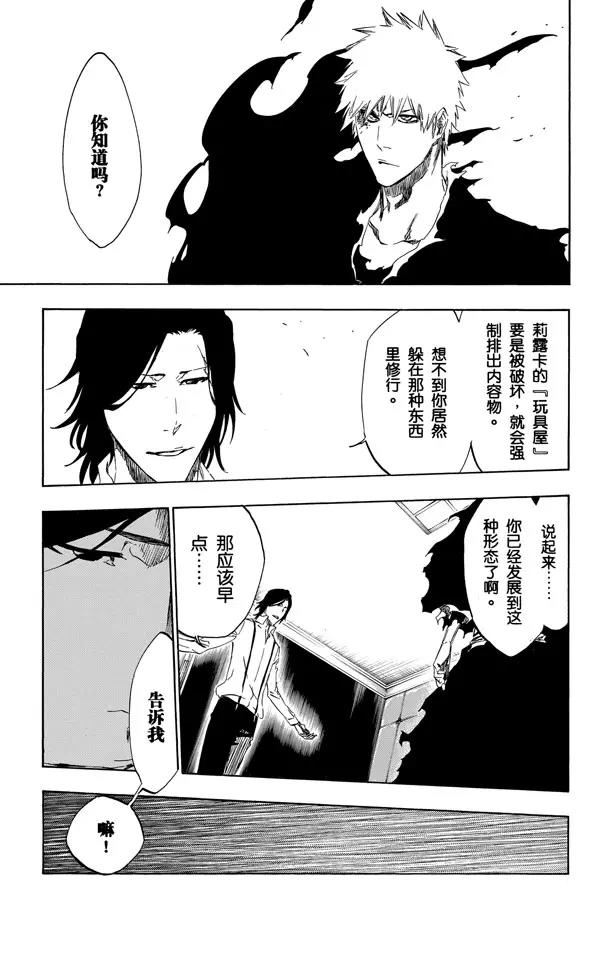 你知道吗？
莉露卡的『玩具屋』
要是被破坏，就会强
制排出内容物。
想不到你居然
躲在那种东西
里修行。
说起来……
你已经发展到这
种形态了啊。
那应该早
点……
告诉我
嘛！